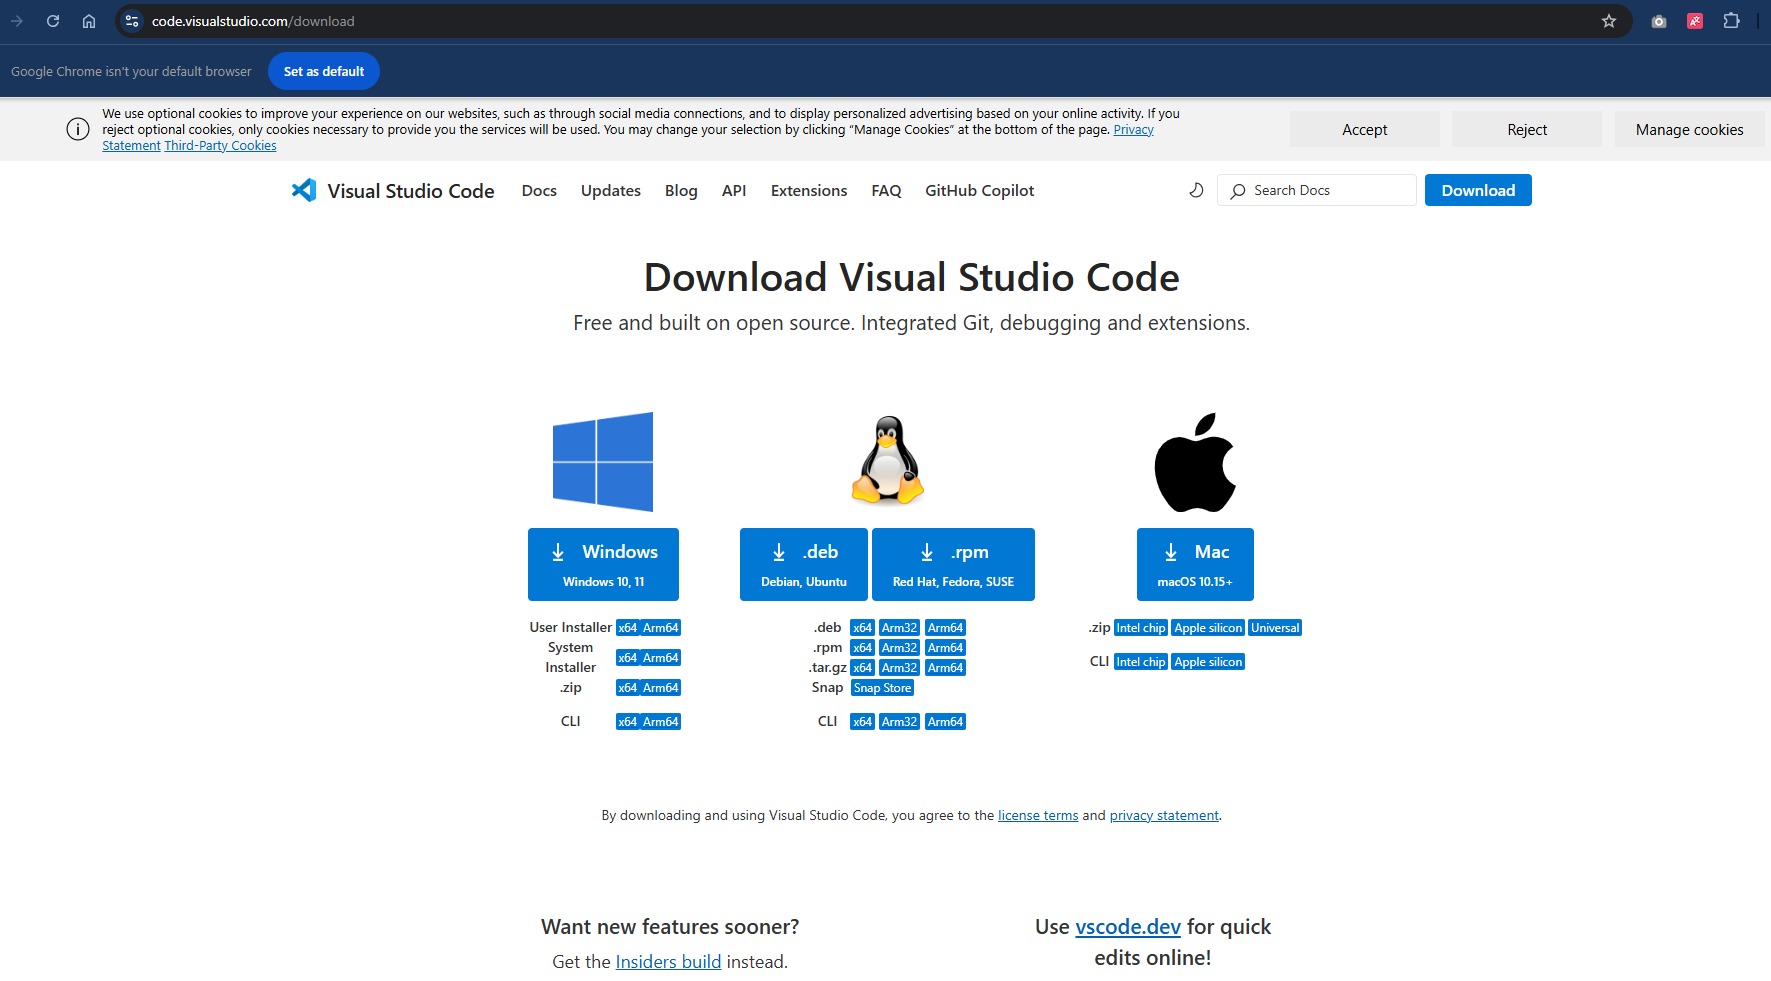 code.visualstudio.com/download
Google Chrome isn't your default browser
Set as default
We use optional cookies to improve your experience on our websites, such as through social media connections, and to display personalized advertising based on your online activity. If you
reject optional cookies, only cookies necessary to provide you the services will be used. You may change your selection by clicking “Manage Cookies” at the bottom of the page. Privacy
Statement Third-Party Cookies
Accept
Reject
Manage cookies
Visual Studio Code
Docs
Updates
Blog
API
Extensions
FAQ
GitHub Copilot
Search Docs
Download
Download Visual Studio Code
Free and built on open source. Integrated Git, debugging and extensions.
Windows
Windows 10, 11
User Installer x64 Arm64
System
Installer
x64 Arm64
.zip x64 Arm64
CLI x64 Arm64
.deb
Debian, Ubuntu
.rpm
Red Hat, Fedora, SUSE
.deb x64 Arm32 Arm64
.rpm x64 Arm32 Arm64
.tar.gz x64 Arm32 Arm64
Snap Snap Store
CLI x64 Arm32 Arm64
Mac
macOS 10.15+
.zip Intel chip Apple silicon Universal
CLI Intel chip Apple silicon
By downloading and using Visual Studio Code, you agree to the license terms and privacy statement.
Want new features sooner?
Get the Insiders build instead.
Use vscode.dev for quick
edits online!